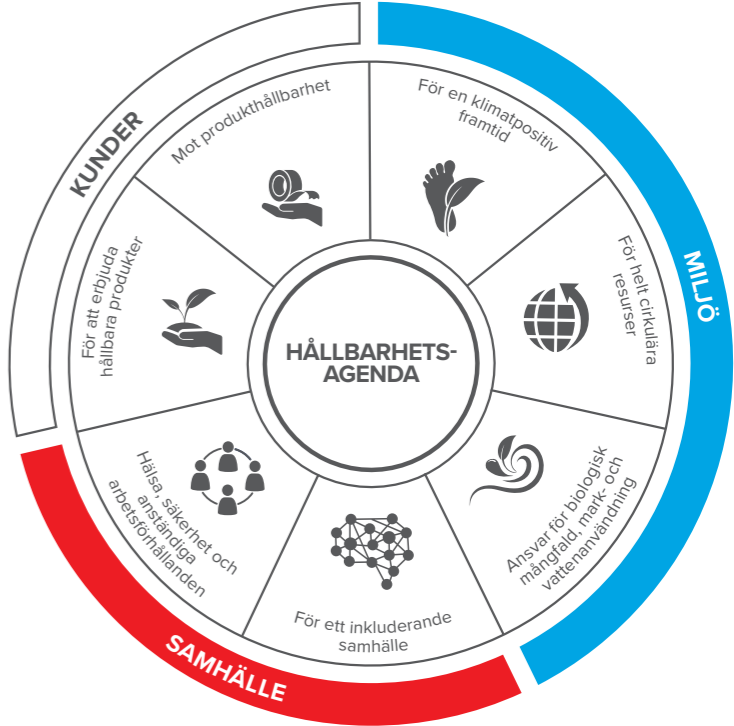 HÅLLBARHETS-
AGENDA
MILJÖ
För en klimatpositiv
framtid
För helt cirkulära
resurser
Ansvar för biologisk
mångfald, mark- och
vattenanvändning
SAMHÄLLE
För ett inkluderande
samhälle
Hälsa, säkerhet och
anständiga
arbetsförhållanden
KUNDER
För att erbjuda
hållbara produkter
Mot produkthållbarhet